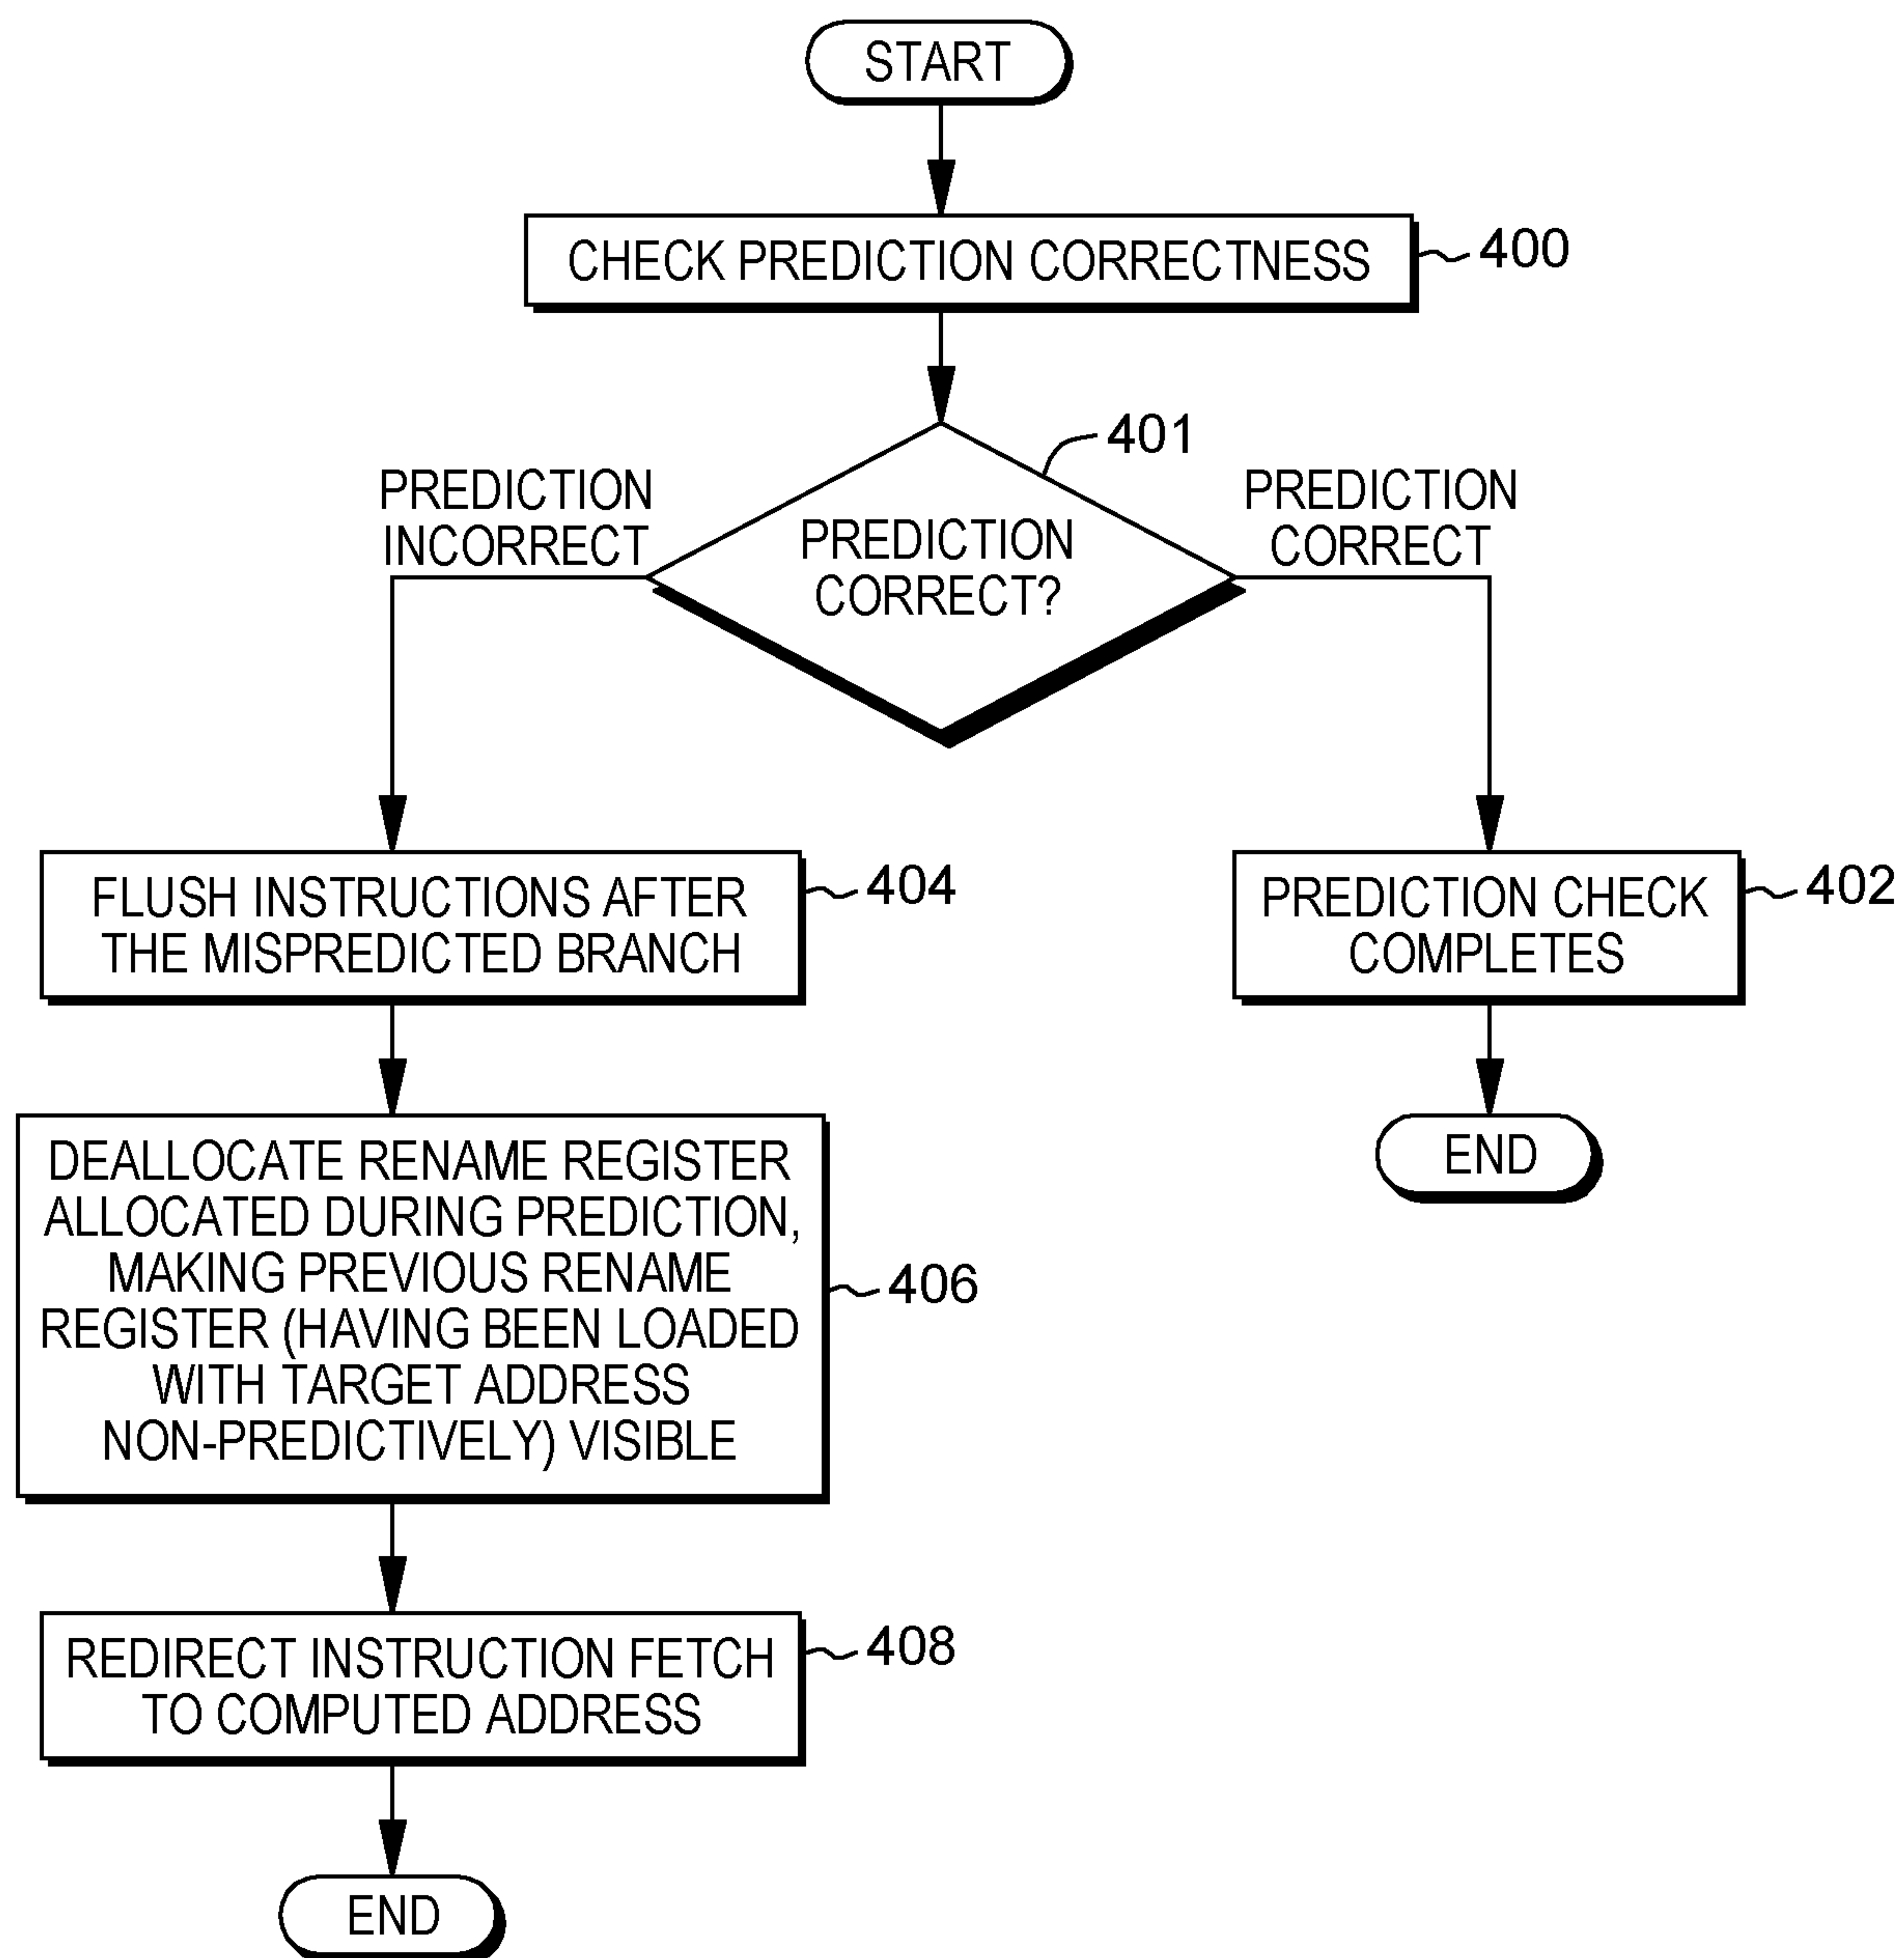 START
CHECK PREDICTION CORRECTNESS
400
401
PREDICTION
INCORRECT
PREDICTION
CORRECT?
PREDICTION
CORRECT
FLUSH INSTRUCTIONS AFTER
THE MISPREDICTED BRANCH
404
PREDICTION CHECK
COMPLETES
402
DEALLOCATE RENAME REGISTER
ALLOCATED DURING PREDICTION,
MAKING PREVIOUS RENAME
REGISTER (HAVING BEEN LOADED
WITH TARGET ADDRESS
NON-PREDICTIVELY) VISIBLE
406
END
REDIRECT INSTRUCTION FETCH
TO COMPUTED ADDRESS
408
END